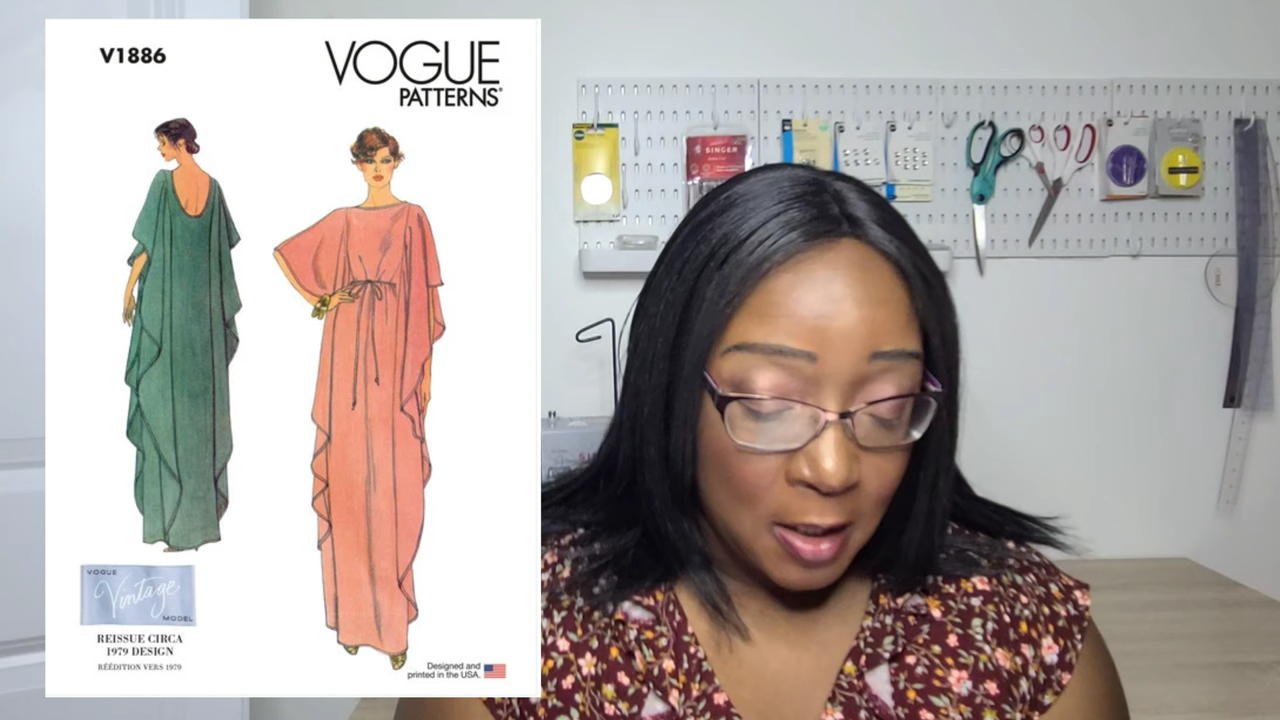 V1886
VOGUE
PATTERNS®
VOGUE
Vintage
MODEL
REISSUE CIRCA
1979 DESIGN
RÉÉDITION VERS 1979
Designed and
printed in the USA.
SINGER